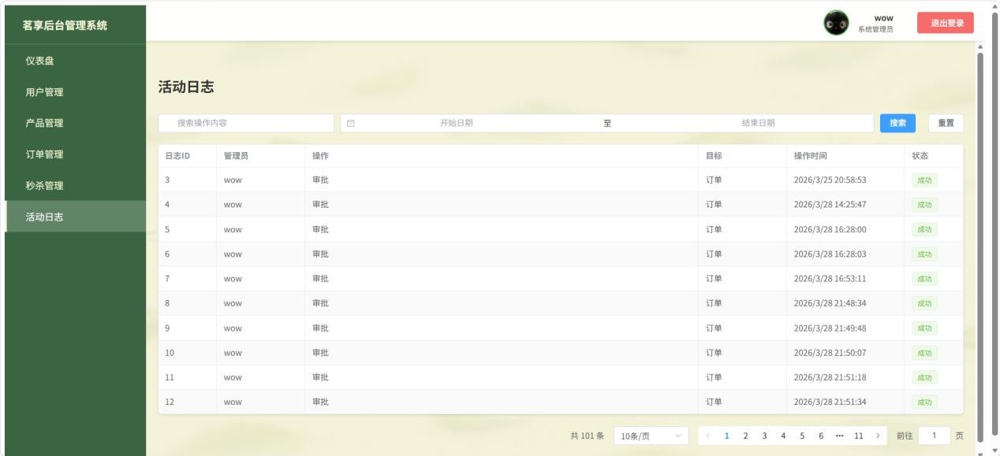 茗享后台管理系统
wow
系统管理员
退出登录
仪表盘
用户管理
产品管理
订单管理
秒杀管理
活动日志
活动日志
搜索操作内容 开始日期 至 结束日期 搜索 重置
日志ID 管理员 操作 目标 操作时间 状态
3 wow 审批 订单 2026/3/25 20:58:53 成功
4 wow 审批 订单 2026/3/28 14:25:47 成功
5 wow 审批 订单 2026/3/28 16:28:00 成功
6 wow 审批 订单 2026/3/28 16:28:03 成功
7 wow 审批 订单 2026/3/28 16:53:11 成功
8 wow 审批 订单 2026/3/28 21:48:34 成功
9 wow 审批 订单 2026/3/28 21:49:48 成功
10 wow 审批 订单 2026/3/28 21:50:07 成功
11 wow 审批 订单 2026/3/28 21:51:18 成功
12 wow 审批 订单 2026/3/28 21:51:34 成功
共 101 条 10条/页 1 2 3 4 5 6 ••• 11 前往 1 页